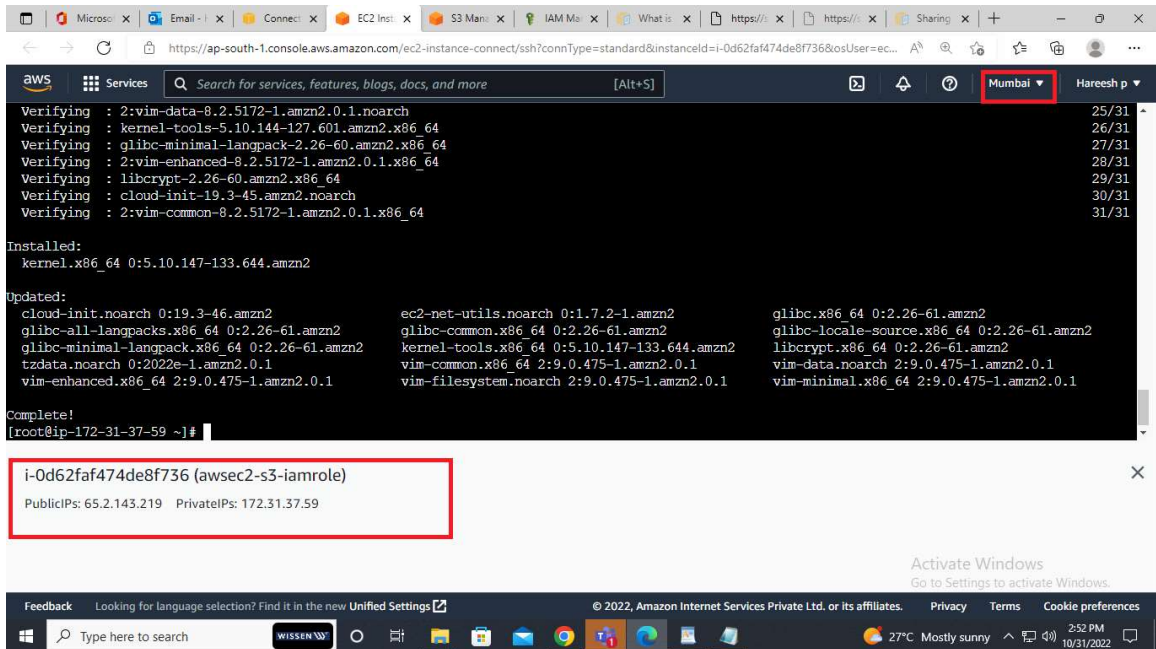 Microso
Email - H
Connect
EC2 Inst
S3 Mana
IAM Ma
What is
https://s
https://s
Sharing
https://ap-south-1.console.aws.amazon.com/ec2-instance-connect/ssh?connType=standard&instanceId=i-0d62faf474de8f736&osUser=ec...
aws Services Search for services, features, blogs, docs, and more [Alt+S] Mumbai ▼ Hareesh p ▼
Verifying : 2:vim-data-8.2.5172-1.amzn2.0.1.noarch 25/31
Verifying : kernel-tools-5.10.144-127.601.amzn2.x86_64 26/31
Verifying : glibc-minimal-langpack-2.26-60.amzn2.x86_64 27/31
Verifying : 2:vim-enhanced-8.2.5172-1.amzn2.0.1.x86_64 28/31
Verifying : libcrypt-2.26-60.amzn2.x86_64 29/31
Verifying : cloud-init-19.3-45.amzn2.noarch 30/31
Verifying : 2:vim-common-8.2.5172-1.amzn2.0.1.x86_64 31/31
Installed:
kernel.x86_64 0:5.10.147-133.644.amzn2
Updated:
cloud-init.noarch 0:19.3-46.amzn2 ec2-net-utils.noarch 0:1.7.2-1.amzn2 glibc.x86_64 0:2.26-61.amzn2
glibc-all-langpacks.x86_64 0:2.26-61.amzn2 glibc-common.x86_64 0:2.26-61.amzn2 glibc-locale-source.x86_64 0:2.26-61.amzn2
glibc-minimal-langpack.x86_64 0:2.26-61.amzn2 kernel-tools.x86_64 0:5.10.147-133.644.amzn2 libcrypt.x86_64 0:2.26-61.amzn2
tzdata.noarch 0:2022e-1.amzn2.0.1 vim-common.x86_64 2:9.0.475-1.amzn2.0.1 vim-data.noarch 2:9.0.475-1.amzn2.0.1
vim-enhanced.x86_64 2:9.0.475-1.amzn2.0.1 vim-filesystem.noarch 2:9.0.475-1.amzn2.0.1 vim-minimal.x86_64 2:9.0.475-1.amzn2.0.1
Complete!
[root@ip-172-31-37-59 ~]#
i-0d62faf474de8f736 (awsec2-s3-iamrole)
PublicIPs: 65.2.143.219 PrivateIPs: 172.31.37.59
Activate Windows
Go to Settings to activate Windows.
Feedback Looking for language selection? Find it in the new Unified Settings © 2022, Amazon Internet Services Private Ltd. or its affiliates. Privacy Terms Cookie preferences
Type here to search WISSEN 27°C Mostly sunny 2:52 PM
10/31/2022